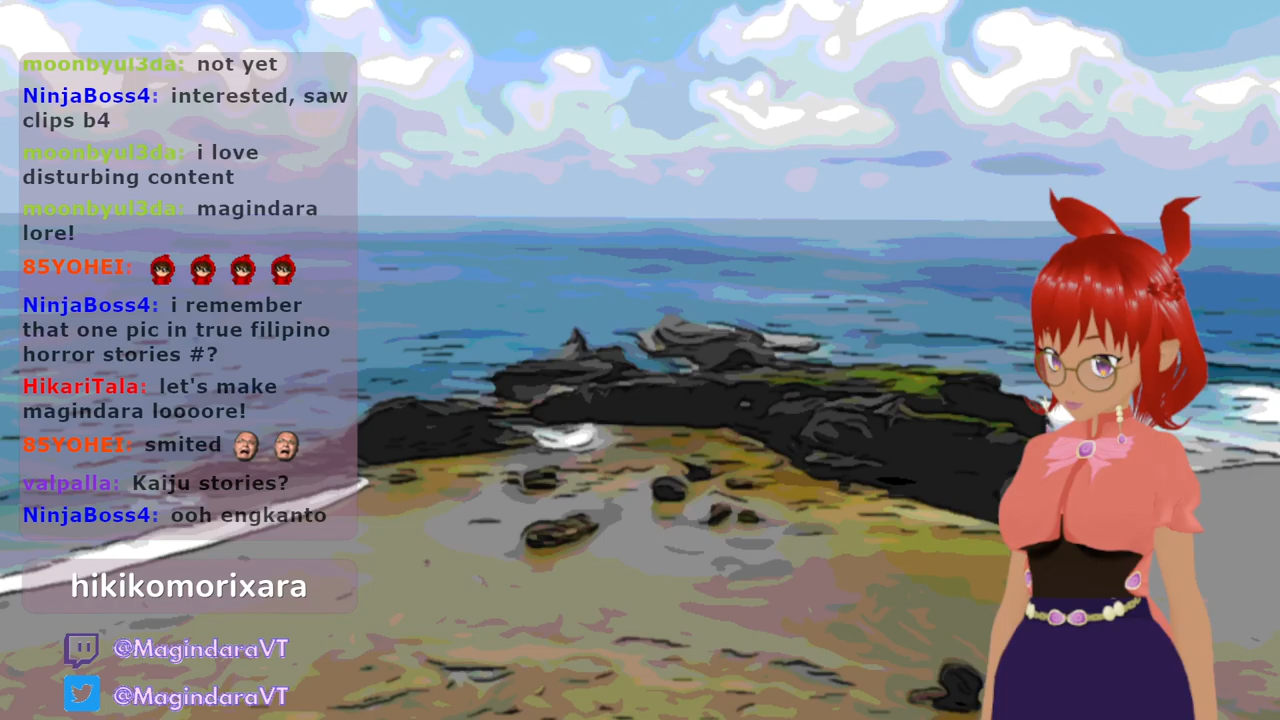 moonbyul3da: not yet
NinjaBoss4: interested, saw
clips b4
moonbyul3da: i love
disturbing content
moonbyul3da: magindara
lore!
85YOHEI:
NinjaBoss4: i remember
that one pic in true filipino
horror stories #?
HikariTala: let's make
magindara loooore!
85YOHEI: smited
valpalla: Kaiju stories?
NinjaBoss4: ooh engkanto
hikikomorixara
@MagindaraVT
@MagindaraVT